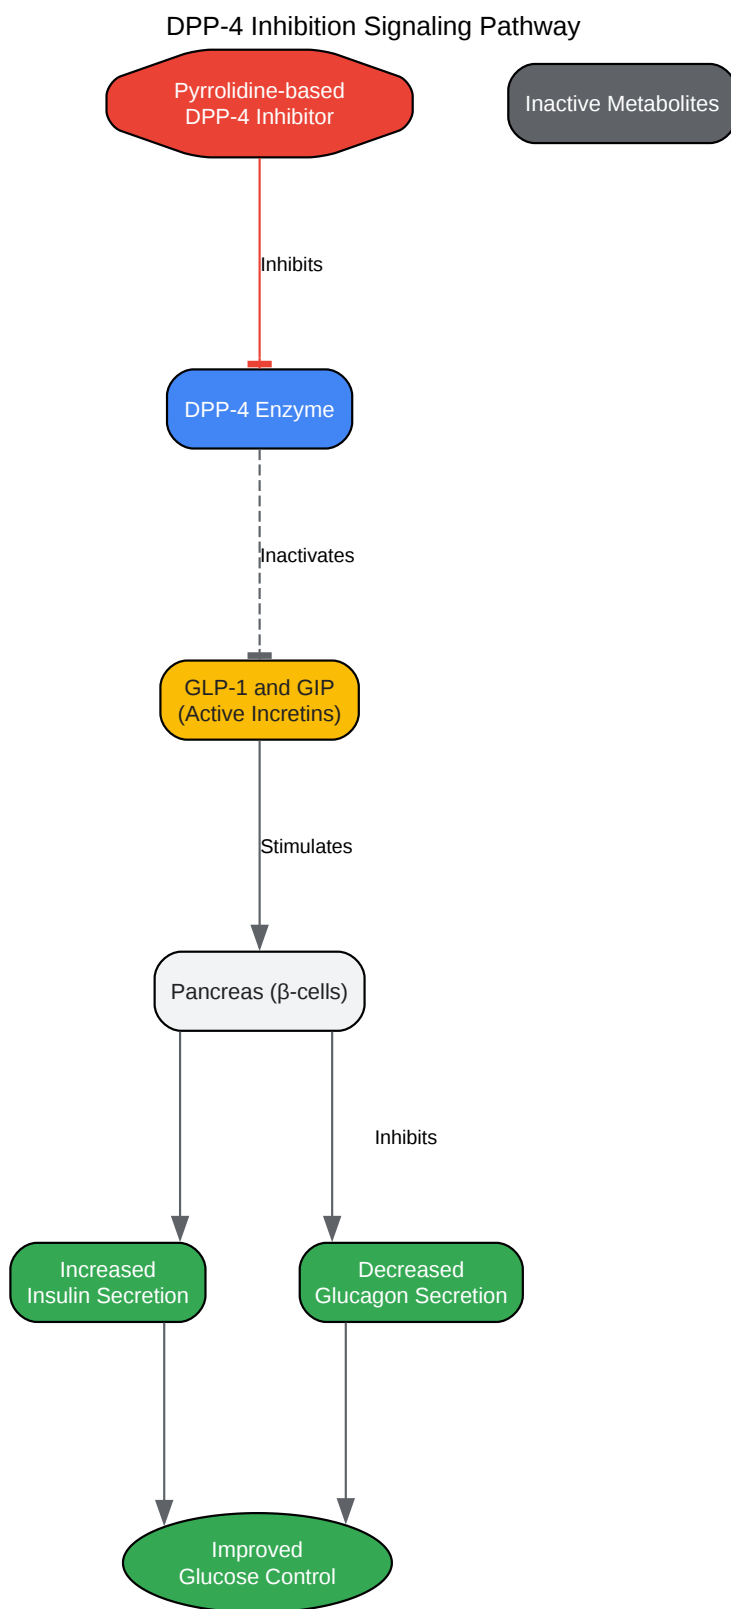 DPP-4 Inhibition Signaling Pathway
Pyrrolidine-based
DPP-4 Inhibitor
Inactive Metabolites
Inhibits
DPP-4 Enzyme
Inactivates
GLP-1 and GIP
(Active Incretins)
Stimulates
Pancreas (β-cells)
Inhibits
Increased
Insulin Secretion
Decreased
Glucagon Secretion
Improved
Glucose Control